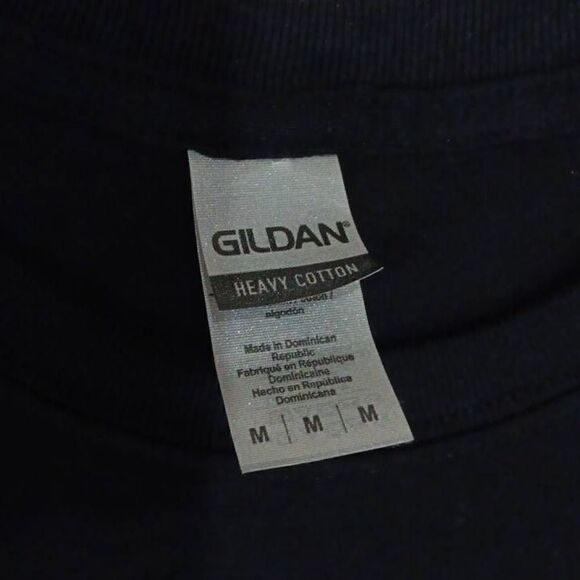 GILDAN®
HEAVY COTTON
algodón
Made in Dominican
Republic
Fabriqué en République
Dominicaine
Hecho en República
Dominicana
M | M | M